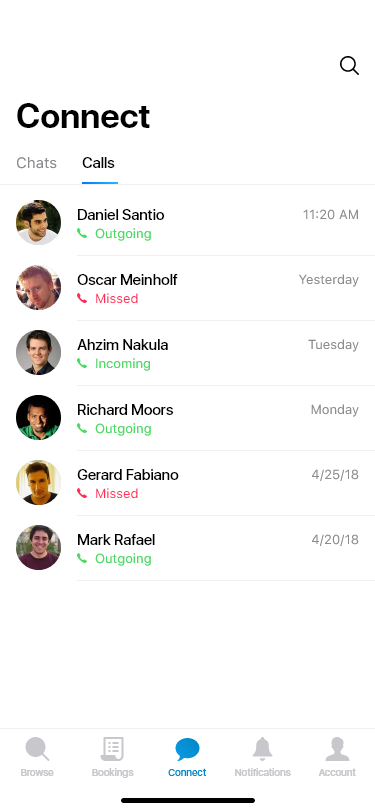 Connect
Chats Calls
Daniel Santio 11:20 AM
Outgoing
Oscar Meinholf Yesterday
Missed
Ahzim Nakula Tuesday
Incoming
Richard Moors Monday
Outgoing
Gerard Fabiano 4/25/18
Missed
Mark Rafael 4/20/18
Outgoing
Browse Bookings Connect Notifications Account